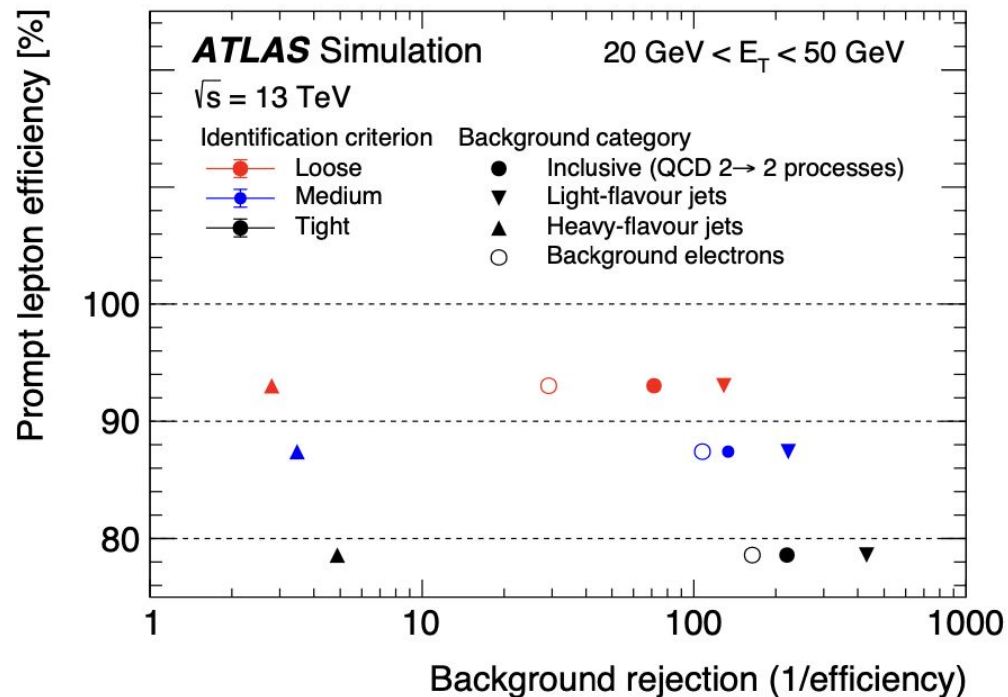 Prompt lepton efficiency [%]
ATLAS Simulation
20 GeV < E_T < 50 GeV
√s = 13 TeV
Identification criterion
Loose
Medium
Tight
Background category
Inclusive (QCD 2→ 2 processes)
Light-flavour jets
Heavy-flavour jets
Background electrons
100
90
80
1
10
100
1000
Background rejection (1/efficiency)